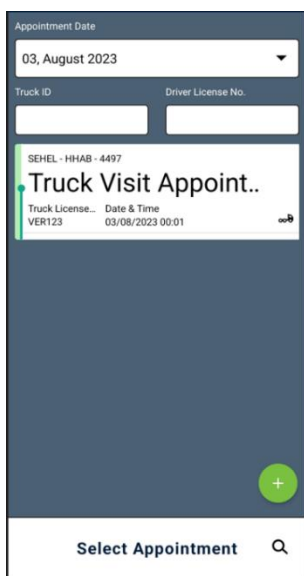 Appointment Date
03, August 2023
Truck ID Driver License No.
SEHEL - HHAB - 4497
Truck Visit Appoint..
Truck License... Date & Time
VER123 03/08/2023 00:01
+
Select Appointment